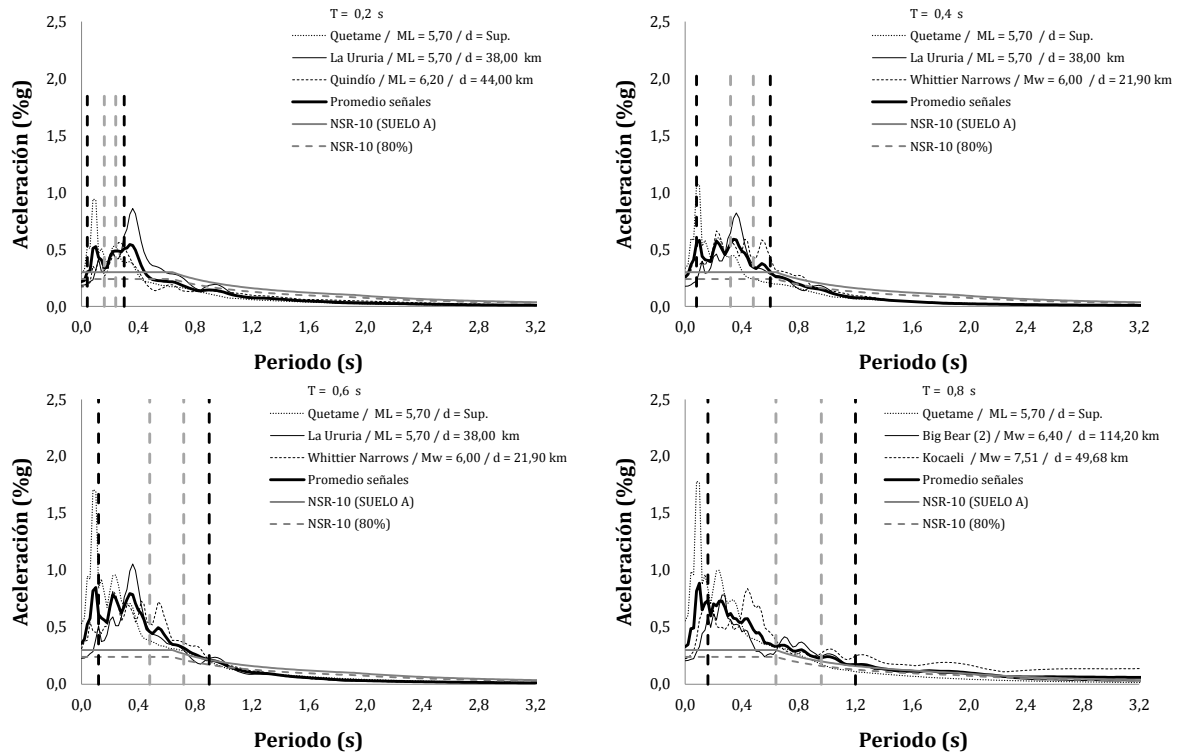 T = 0,2 s
Quetame / ML = 5,70 / d = Sup.
La Ururia / ML = 5,70 / d = 38,00 km
Quindío / ML = 6,20 / d = 44,00 km
Promedio señales
NSR-10 (SUELO A)
NSR-10 (80%)
Aceleración (%g)
2,5
2,0
1,5
1,0
0,5
0,0
0,0 0,4 0,8 1,2 1,6 2,0 2,4 2,8 3,2
Periodo (s)
T = 0,4 s
Quetame / ML = 5,70 / d = Sup.
La Ururia / ML = 5,70 / d = 38,00 km
Whittier Narrows / Mw = 6,00 / d = 21,90 km
Promedio señales
NSR-10 (SUELO A)
NSR-10 (80%)
Aceleración (%g)
2,5
2,0
1,5
1,0
0,5
0,0
0,0 0,4 0,8 1,2 1,6 2,0 2,4 2,8 3,2
Periodo (s)
T = 0,6 s
Quetame / ML = 5,70 / d = Sup.
La Ururia / ML = 5,70 / d = 38,00 km
Whittier Narrows / Mw = 6,00 / d = 21,90 km
Promedio señales
NSR-10 (SUELO A)
NSR-10 (80%)
Aceleración (%g)
2,5
2,0
1,5
1,0
0,5
0,0
0,0 0,4 0,8 1,2 1,6 2,0 2,4 2,8 3,2
Periodo (s)
T = 0,8 s
Quetame / ML = 5,70 / d = Sup.
Big Bear (2) / Mw = 6,40 / d = 114,20 km
Kocaeli / Mw = 7,51 / d = 49,68 km
Promedio señales
NSR-10 (SUELO A)
NSR-10 (80%)
Aceleración (%g)
2,5
2,0
1,5
1,0
0,5
0,0
0,0 0,4 0,8 1,2 1,6 2,0 2,4 2,8 3,2
Periodo (s)